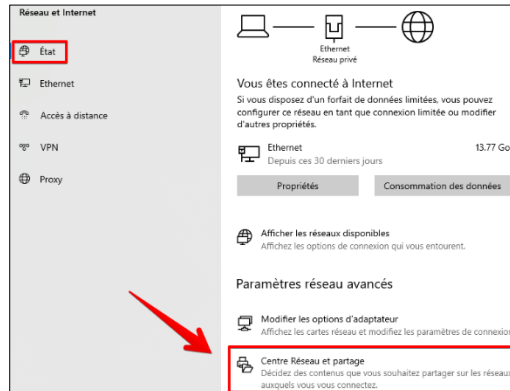 Réseau et Internet
État
Ethernet
Accès à distance
VPN
Proxy
Ethernet
Réseau privé
Vous êtes connecté à Internet
Si vous disposez d'un forfait de données limitées, vous pouvez
configurer ce réseau en tant que connexion limitée ou modifier
d'autres propriétés.
Ethernet
13.77 Go
Depuis ces 30 derniers jours
Propriétés
Consommation des données
Afficher les réseaux disponibles
Affichez les options de connexion qui vous entourent.
Paramètres réseau avancés
Modifier les options d'adaptateur
Affichez les cartes réseau et modifiez les paramètres de connexion
Centre Réseau et partage
Décidez des contenus que vous souhaitez partager sur les réseaux
auxquels vous vous connectez.